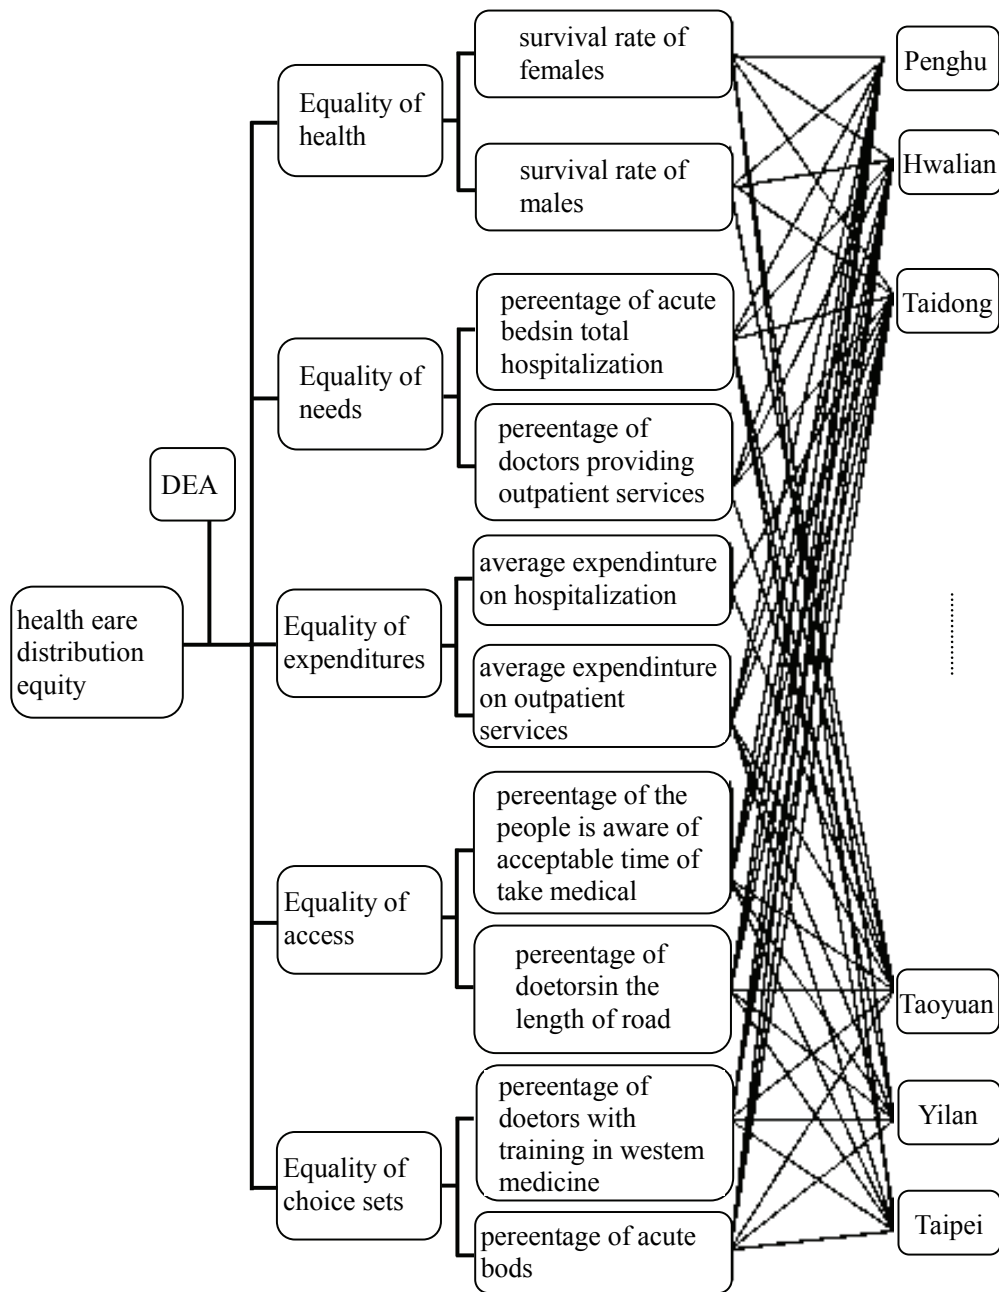 survival rate of
females
Penghu
Equality of
health
Hwalian
survival rate of
males
Taidong
pereentage of acute
bedsin total
hospitalization
Equality of
needs
pereentage of
doctors providing
outpatient services
DEA
average expendinture
on hospitalization
health eare
distribution
equity
Equality of
expenditures
average expendinture
on outpatient
services
pereentage of the
people is aware of
acceptable time of
take medical
Equality of
access
pereentage of
doetorsin the
length of road
Taoyuan
pereentage of
doetors with
training in westem
medicine
Yilan
Equality of
choice sets
Taipei
pereentage of acute
bods